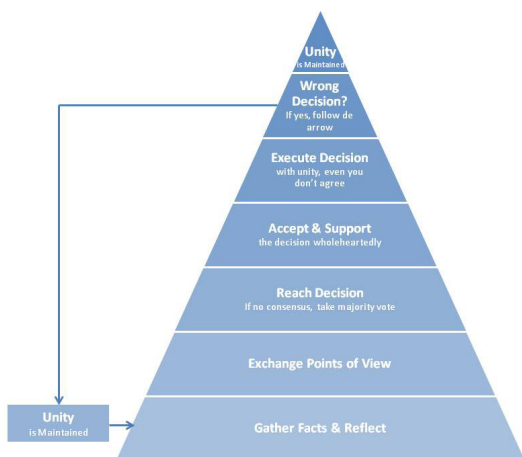 Unity
is Maintained
Wrong
Decision?
If yes, follow de
arrow
Execute Decision
with unity, even you
don't agree
Accept & Support
the decision wholeheartedly
Reach Decision
If no consensus, take majority vote
Exchange Points of View
Gather Facts & Reflect
Unity
is Maintained